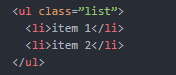 <ul class=”list”>
<li>item 1</li>
<li>item 2</li>
</ul>